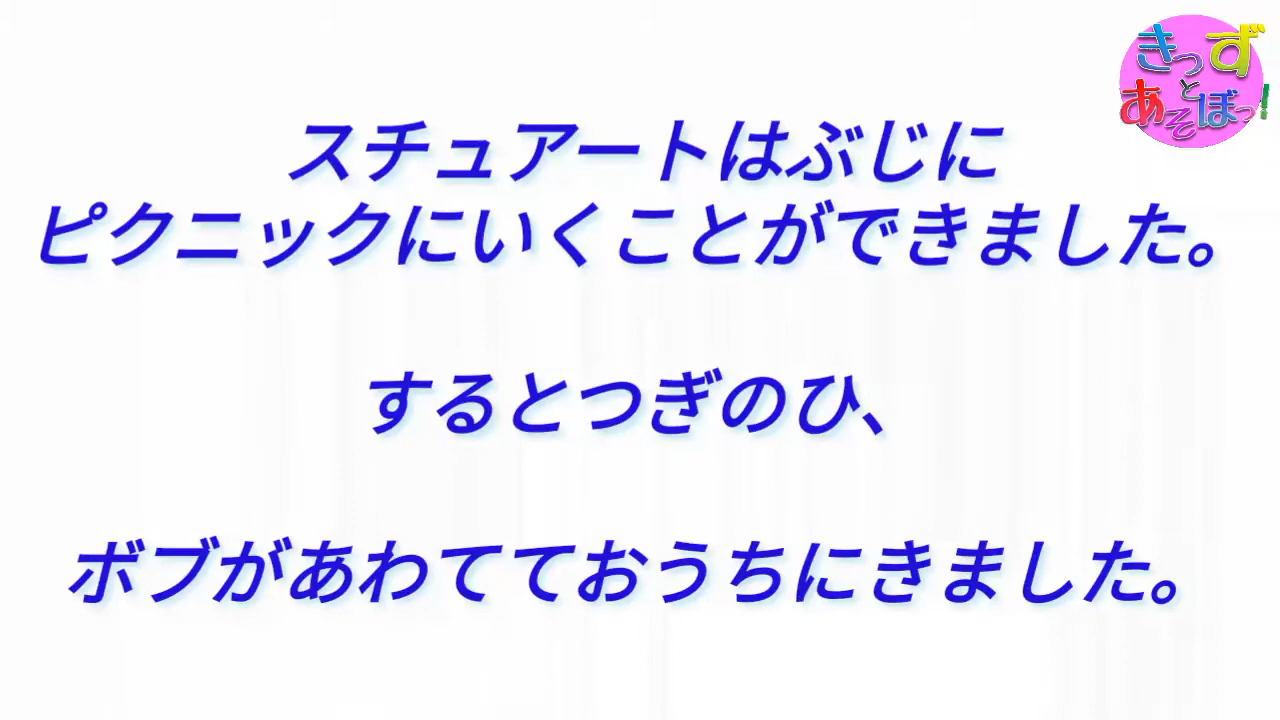 きっず
と
あそぼっ!
スチュアートはぶじに
ピクニックにいくことができました。
するとつぎのひ、
ボブがあわてておうちにきました。